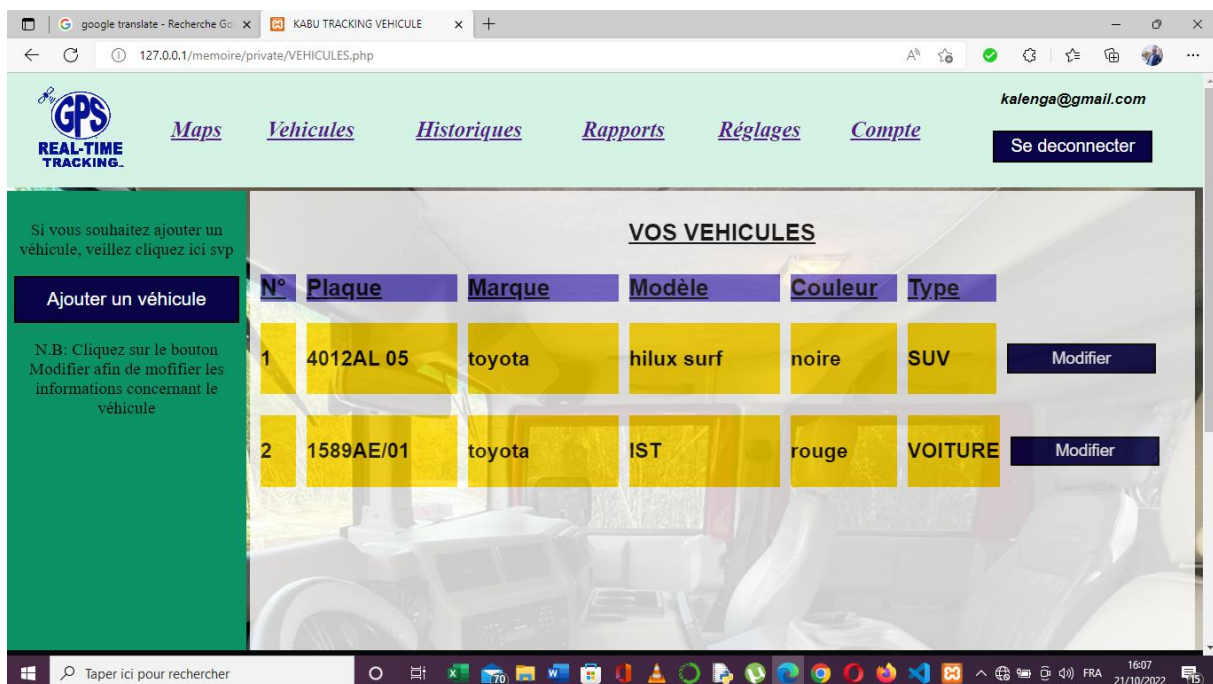 google translate - Recherche Go
KABU TRACKING VEHICULE
127.0.0.1/memoire/private/VEHICULES.php
GPS
REAL-TIME
TRACKING
Maps Vehicules Historiques Rapports Réglages Compte
kalenga@gmail.com
Se deconnecter
Si vous souhaitez ajouter un
véhicule, veillez cliquez ici svp
Ajouter un véhicule
N.B: Cliquez sur le bouton
Modifier afin de mofifier les
informations concernant le
véhicule
VOS VEHICULES
N° Plaque Marque Modèle Couleur Type
1 4012AL 05 toyota hilux surf noire SUV Modifier
2 1589AE/01 toyota IST rouge VOITURE Modifier
Taper ici pour rechercher
70
FRA
16:07
21/10/2022
15